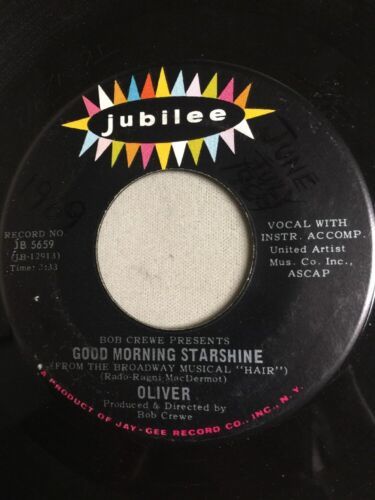 jubilee
JUNE
1969
RECORD NO.
JB 5659
(JB-12913)
Time: 3:33
VOCAL WITH
INSTR. ACCOMP.
United Artist
Mus. Co. Inc.,
ASCAP
BOB CREWE PRESENTS
GOOD MORNING STARSHINE
(FROM THE BROADWAY MUSICAL "HAIR")
(Rado-Ragni-MacDermot)
OLIVER
Produced & Directed by
Bob Crewe
A PRODUCT OF JAY-GEE RECORD CO., INC., N.Y.